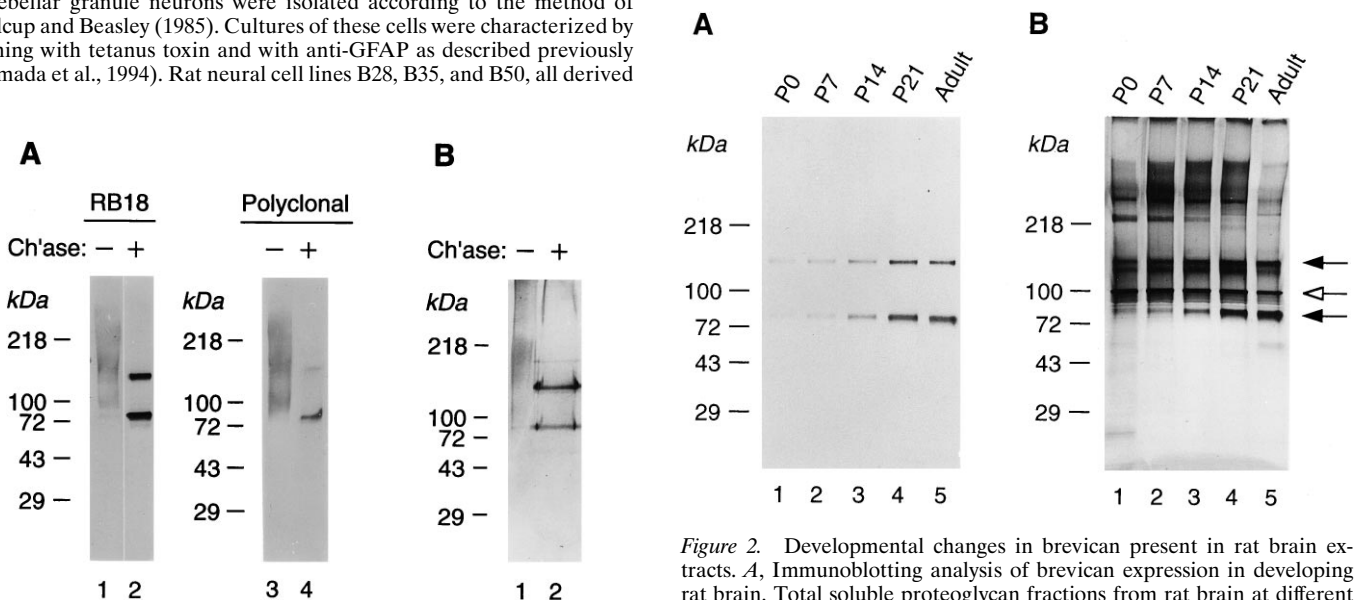 ebellar granule neurons were isolated according to the method of
lcup and Beasley (1985). Cultures of these cells were characterized by
ning with tetanus toxin and with anti-GFAP as described previously
mada et al., 1994). Rat neural cell lines B28, B35, and B50, all derived
A
RB18
Polyclonal
Ch'ase: − + − +
kDa
218
100
72
43
29
1 2
kDa
218
100
72
43
29
3 4
B
Ch'ase: − +
kDa
218
100
72
43
29
1 2
A
P0 P7 P14 P21 Adult
kDa
218
100
72
43
29
1 2 3 4 5
B
P0 P7 P14 P21 Adult
kDa
218
100
72
43
29
1 2 3 4 5
Figure 2. Developmental changes in brevican present in rat brain ex-
tracts. A, Immunoblotting analysis of brevican expression in developing
rat brain. Total soluble proteoglycan fractions from rat brain at different